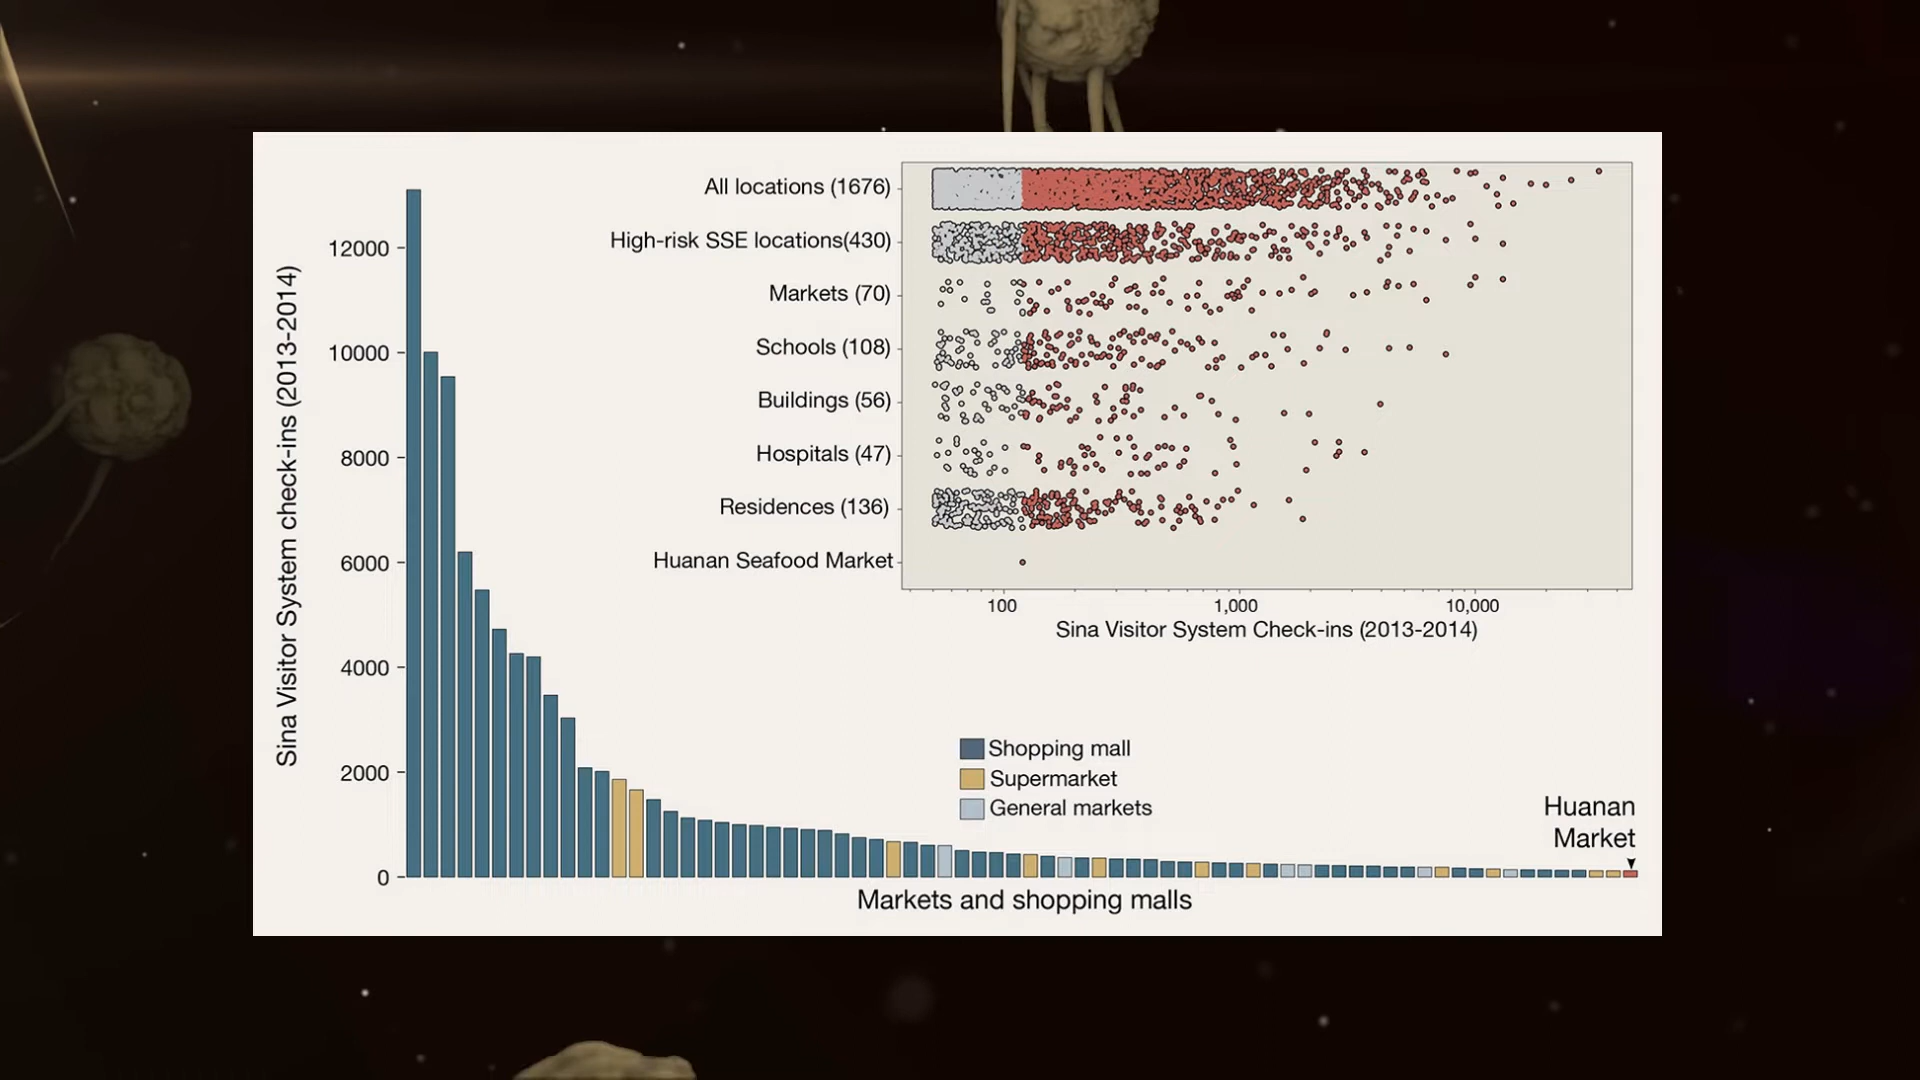 Sina Visitor System check-ins (2013-2014)
12000
10000
8000
6000
4000
2000
0
All locations (1676)
High-risk SSE locations(430)
Markets (70)
Schools (108)
Buildings (56)
Hospitals (47)
Residences (136)
Huanan Seafood Market
100 1,000 10,000
Sina Visitor System Check-ins (2013-2014)
Shopping mall
Supermarket
General markets
Huanan
Market
Markets and shopping malls